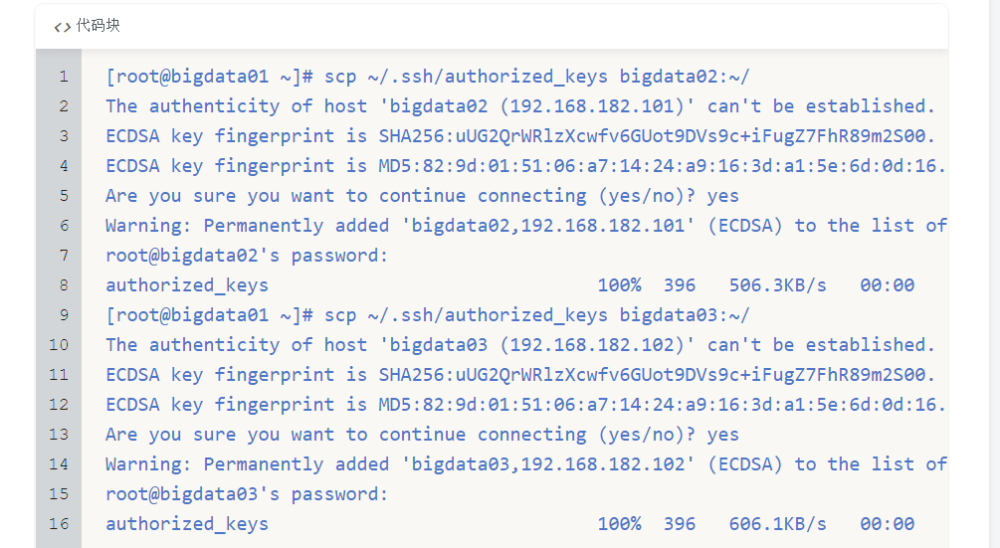 <> 代码块
1 [root@bigdata01 ~]# scp ~/.ssh/authorized_keys bigdata02:~/
2 The authenticity of host 'bigdata02 (192.168.182.101)' can't be established.
3 ECDSA key fingerprint is SHA256:uUG2QrWRlzXcwfv6GUot9DVs9c+iFugZ7FhR89m2S00.
4 ECDSA key fingerprint is MD5:82:9d:01:51:06:a7:14:24:a9:16:3d:a1:5e:6d:0d:16.
5 Are you sure you want to continue connecting (yes/no)? yes
6 Warning: Permanently added 'bigdata02,192.168.182.101' (ECDSA) to the list of
7 root@bigdata02's password:
8 authorized_keys 100% 396 506.3KB/s 00:00
9 [root@bigdata01 ~]# scp ~/.ssh/authorized_keys bigdata03:~/
10 The authenticity of host 'bigdata03 (192.168.182.102)' can't be established.
11 ECDSA key fingerprint is SHA256:uUG2QrWRlzXcwfv6GUot9DVs9c+iFugZ7FhR89m2S00.
12 ECDSA key fingerprint is MD5:82:9d:01:51:06:a7:14:24:a9:16:3d:a1:5e:6d:0d:16.
13 Are you sure you want to continue connecting (yes/no)? yes
14 Warning: Permanently added 'bigdata03,192.168.182.102' (ECDSA) to the list of
15 root@bigdata03's password:
16 authorized_keys 100% 396 606.1KB/s 00:00